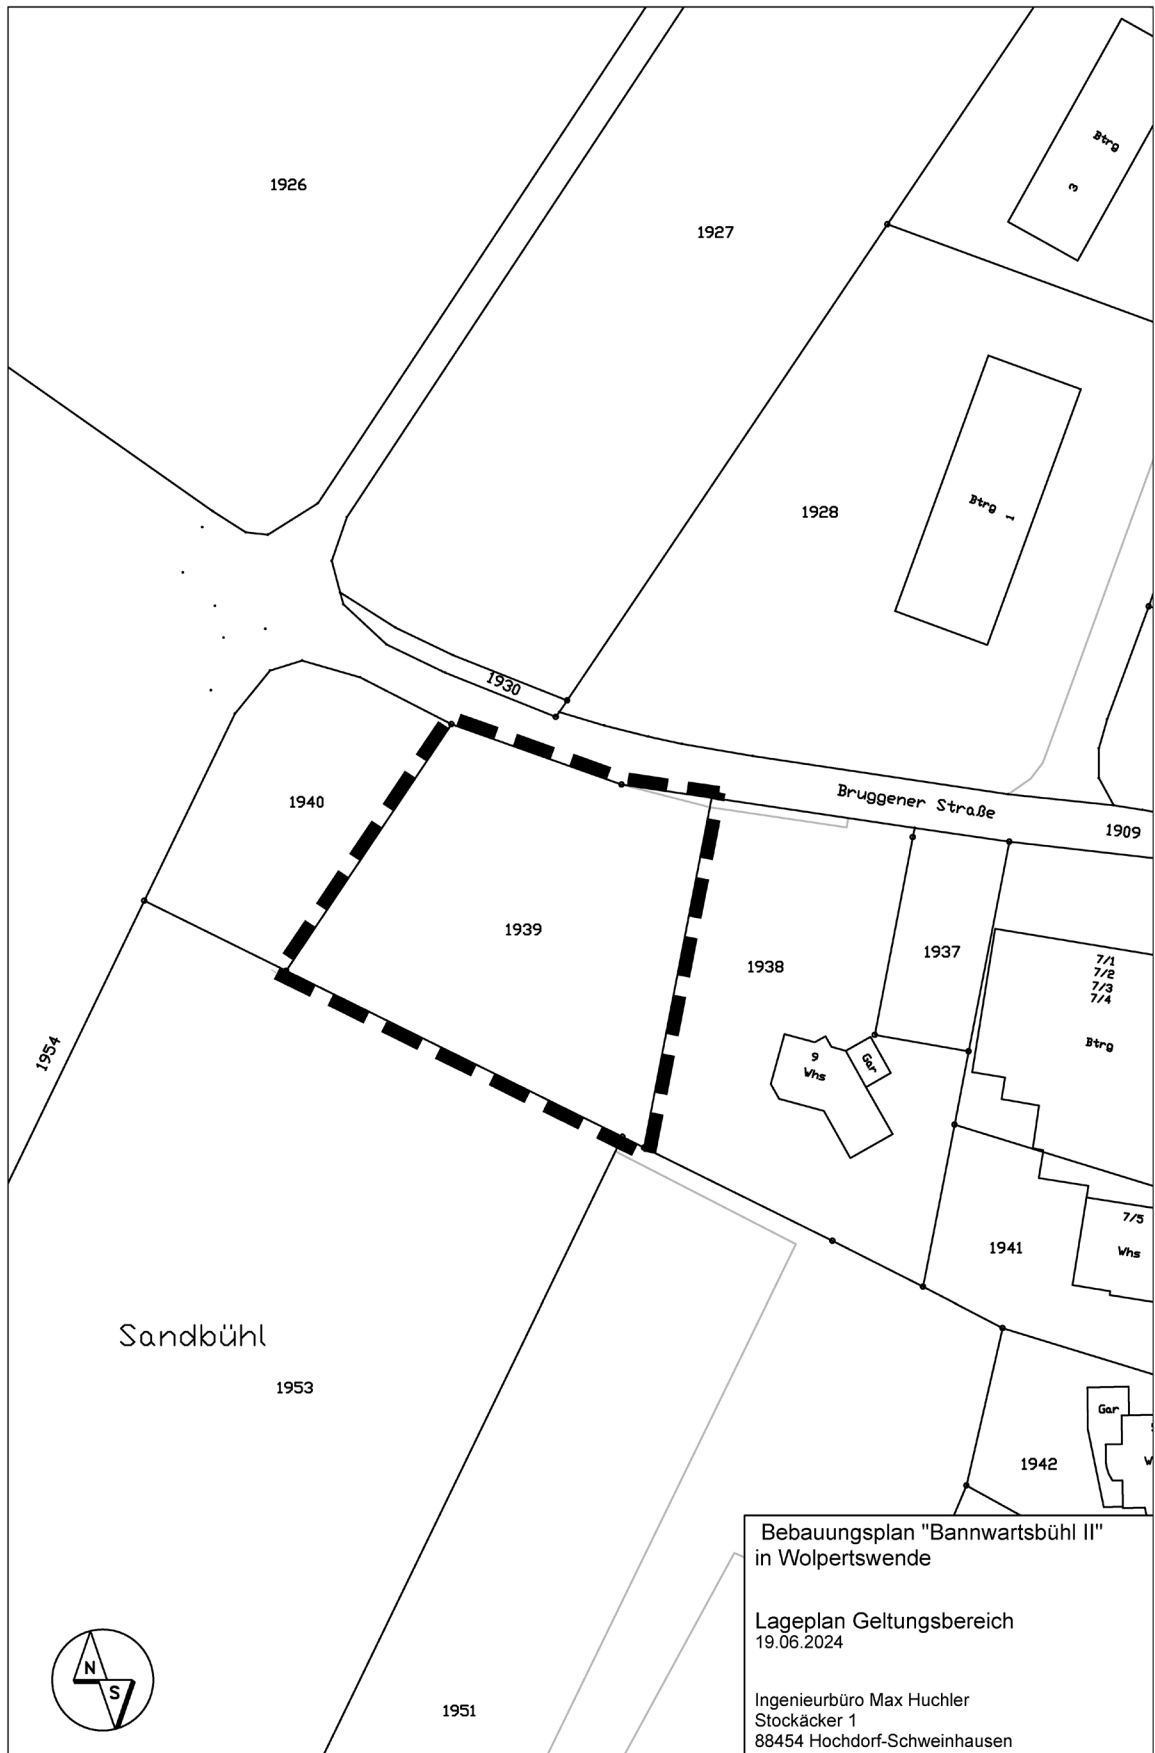 Btrg
3
1926
1927
Btrg 1
1928
1930
Bruggener Straße
1909
1940
1939
1938
1937
7/1
7/2
7/3
7/4
Btrg
1954
9
Whs
Gar
7/5
Whs
1941
Sandbühl
1953
Gar
1942
Bebauungsplan "Bannwartsbühl II"
in Wolpertswende
Lageplan Geltungsbereich
19.06.2024
N
S
1951
Ingenieurbüro Max Huchler
Stockäcker 1
88454 Hochdorf-Schweinhausen